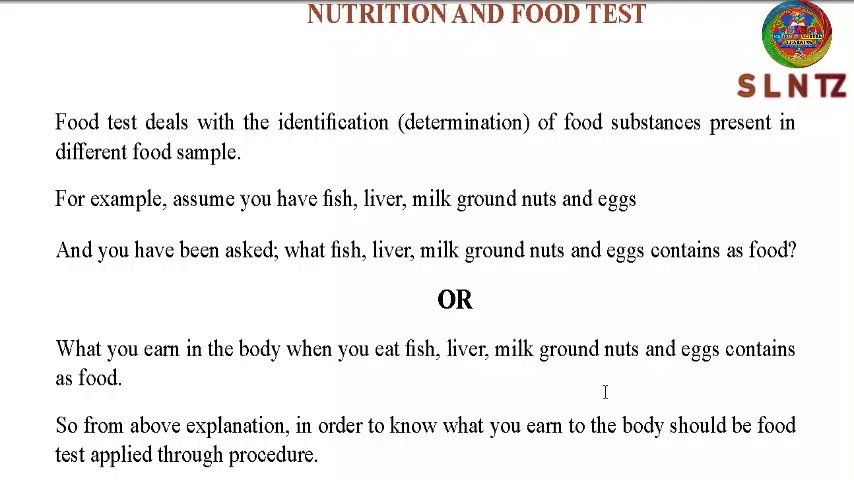 NUTRITION AND FOOD TEST
SLNTZ
Food test deals with the identification (determination) of food substances present in
different food sample.
For example, assume you have fish, liver, milk ground nuts and eggs
And you have been asked; what fish, liver, milk ground nuts and eggs contains as food?
OR
What you earn in the body when you eat fish, liver, milk ground nuts and eggs contains
as food.
So from above explanation, in order to know what you earn to the body should be food
test applied through procedure.